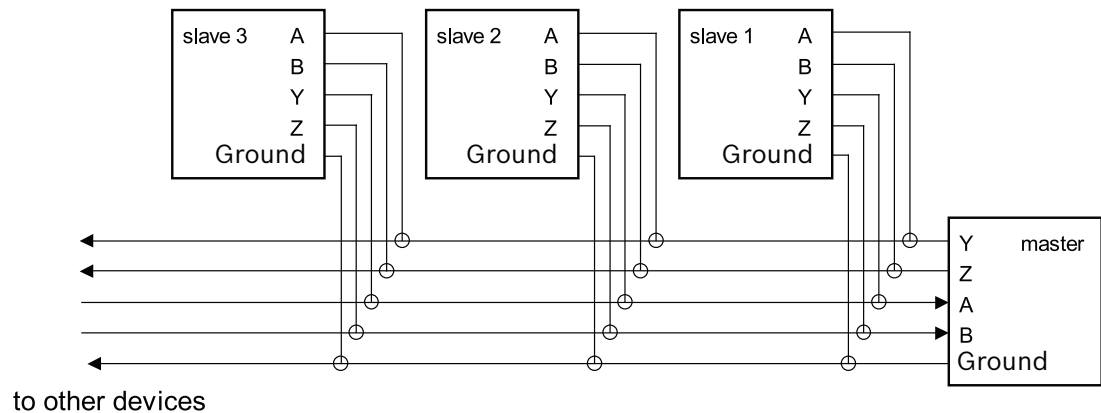 slave 3 A
B
Y
Z
Ground
slave 2 A
B
Y
Z
Ground
slave 1 A
B
Y
Z
Ground
Y master
Z
A
B
Ground
to other devices